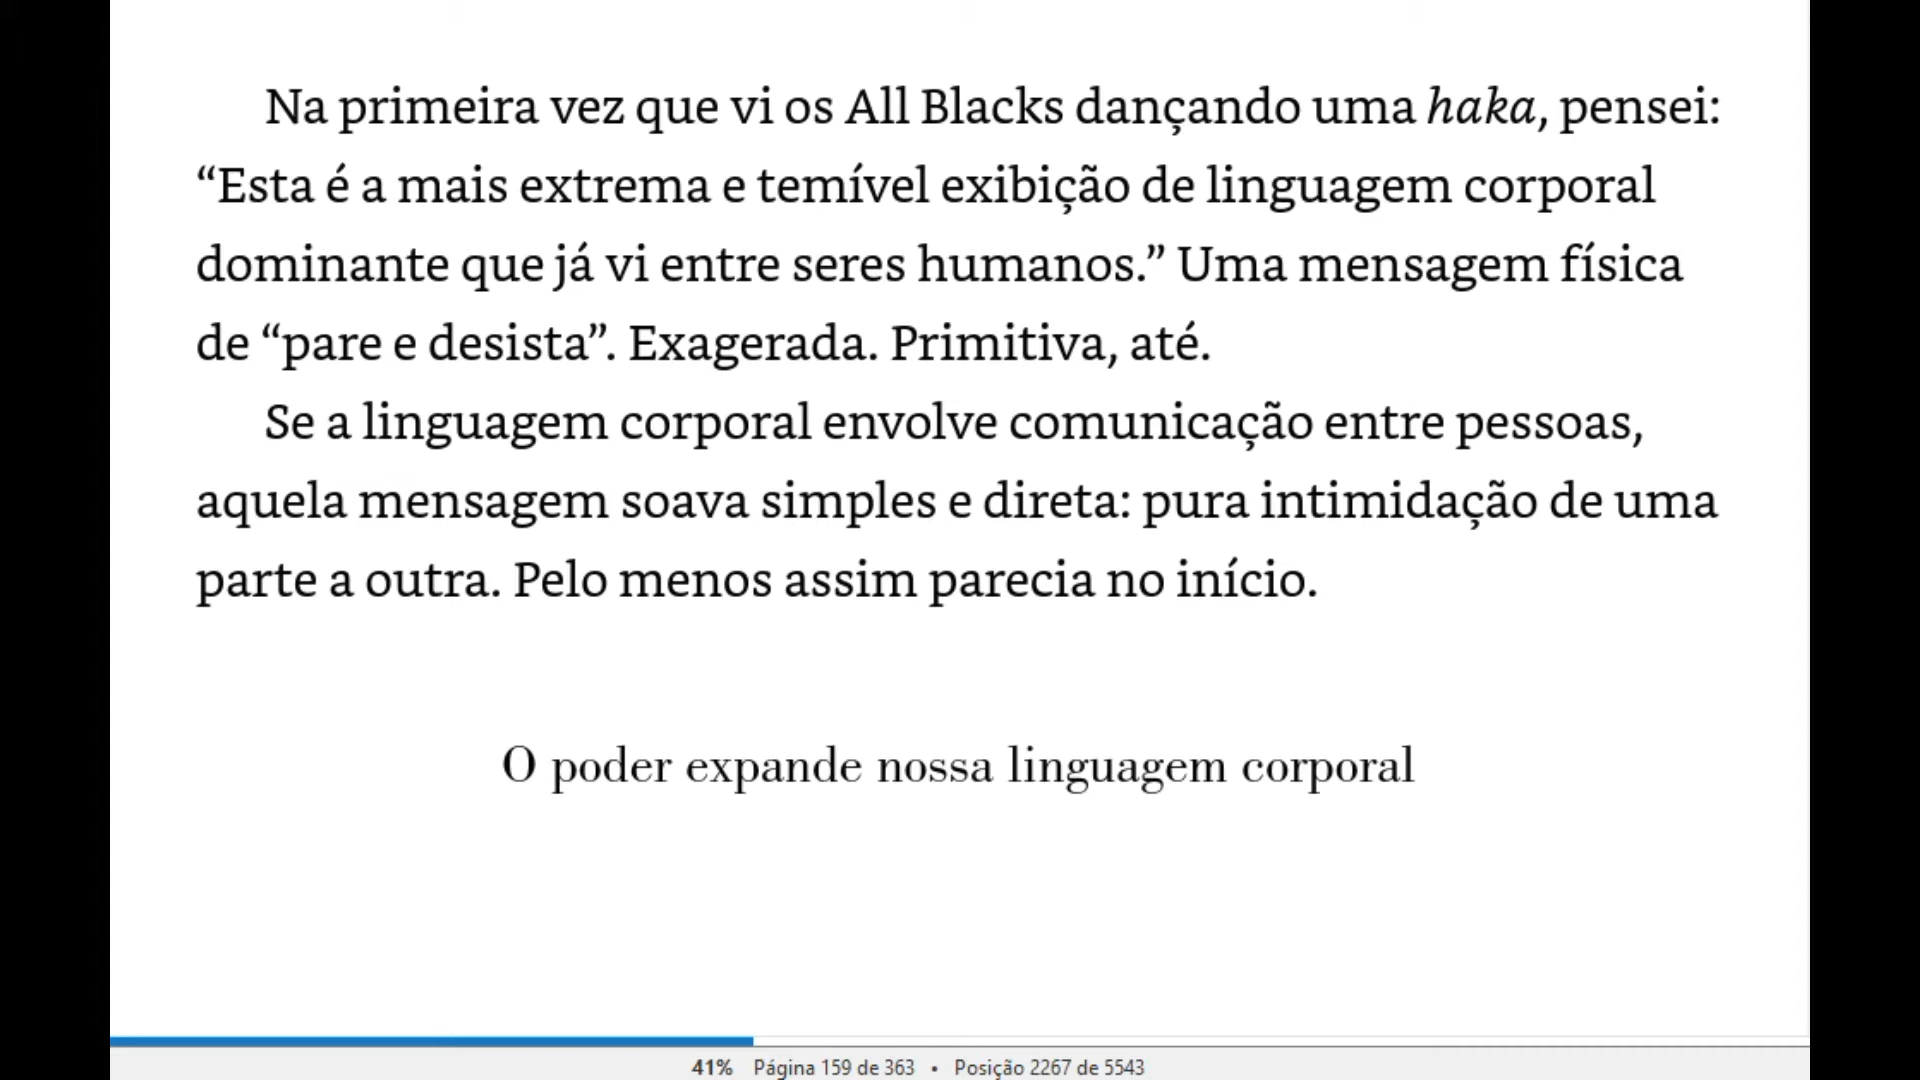 Na primeira vez que vi os All Blacks dançando uma haka, pensei:
“Esta é a mais extrema e temível exibição de linguagem corporal
dominante que já vi entre seres humanos.” Uma mensagem física
de “pare e desista”. Exagerada. Primitiva, até.
Se a linguagem corporal envolve comunicação entre pessoas,
aquela mensagem soava simples e direta: pura intimidação de uma
parte a outra. Pelo menos assim parecia no início.
O poder expande nossa linguagem corporal
41% Página 159 de 363 • Posição 2267 de 5543